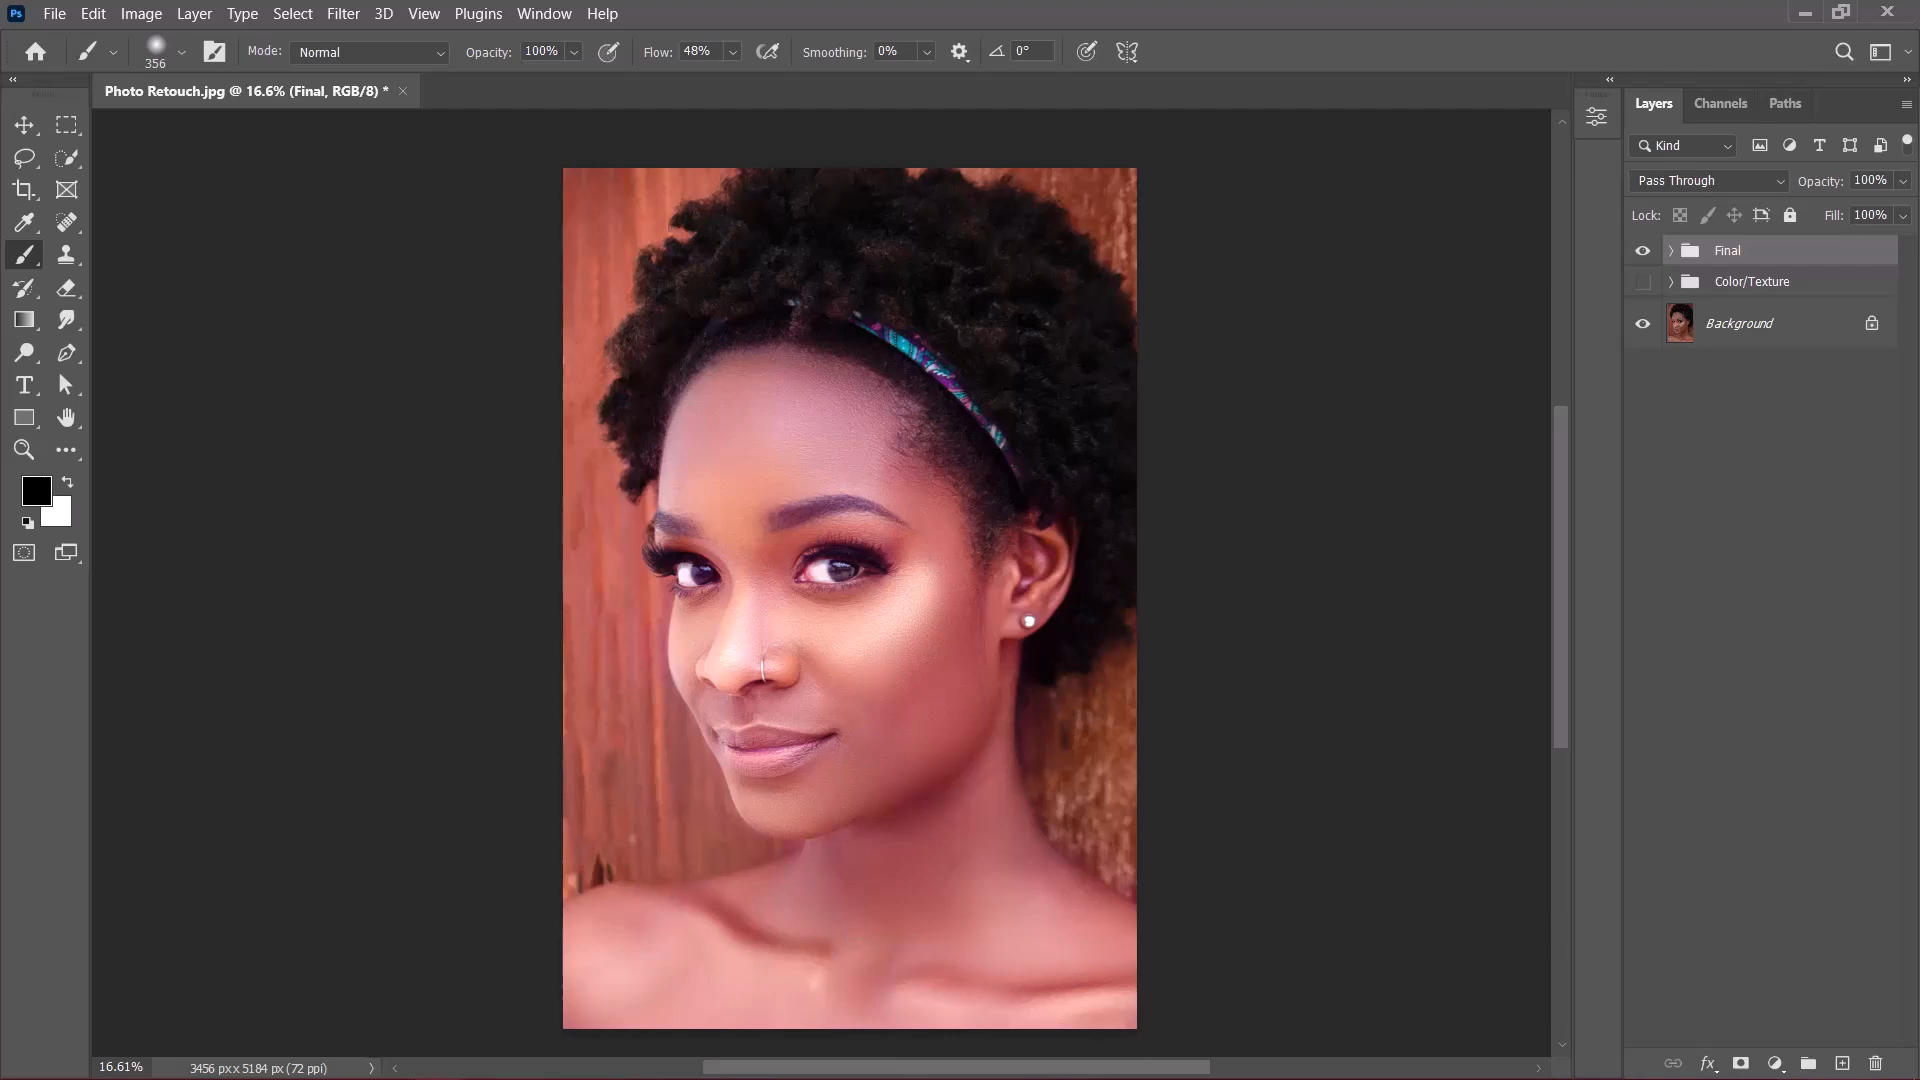 Ps File Edit Image Layer Type Select Filter 3D View Plugins Window Help
356 Mode: Normal Opacity: 100% Flow: 48% Smoothing: 0% 0°
Photo Retouch.jpg @ 16.6% (Final, RGB/8) *
Layers Channels Paths
Kind
Pass Through Opacity: 100%
Lock: Fill: 100%
Final
Color/Texture
Background
16.61% 3456 px x 5184 px (72 ppi)